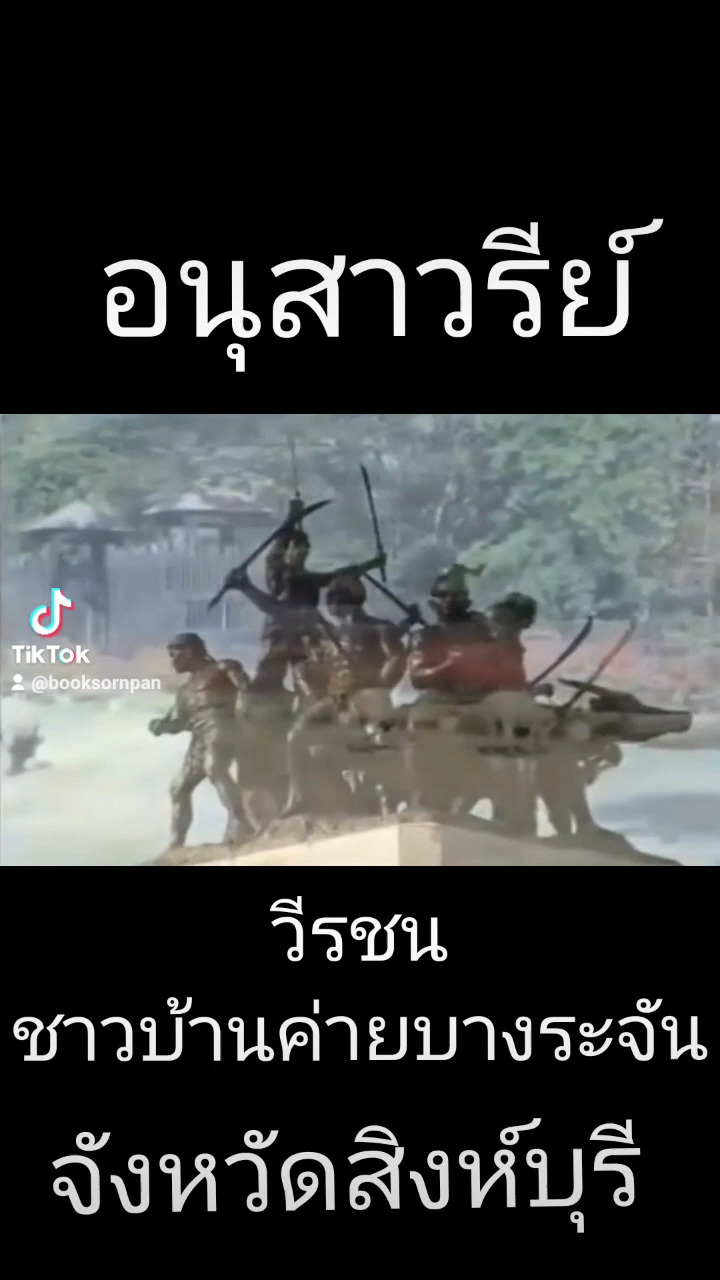 อนุสาวรีย์
TikTok
@booksornpan
วีรชน
ชาวบ้านค่ายบางระจัน
จังหวัดสิงห์บุรี